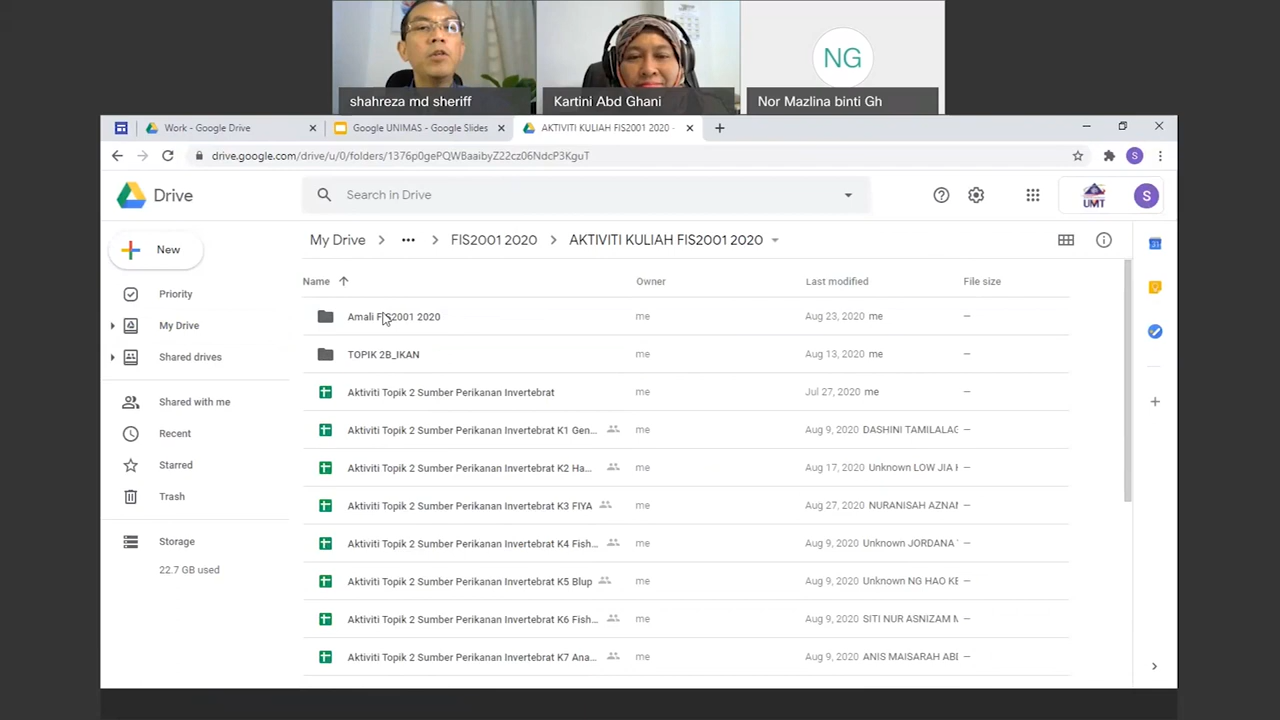 NG
shahreza md sheriff
Kartini Abd Ghani
Nor Mazlina binti Gh
Work - Google Drive
Google UNIMAS - Google Slides
AKTIVITI KULIAH FIS2001 2020 -
drive.google.com/drive/u/0/folders/1376p0gePQWBaaibyZ22cz06NdcP3KguT
S
Drive
Search in Drive
UMT
S
New
My Drive
FIS2001 2020
AKTIVITI KULIAH FIS2001 2020
Name
Owner
Last modified
File size
Priority
My Drive
Shared drives
Shared with me
Recent
Starred
Trash
Storage
22.7 GB used
Amali FIS2001 2020 me Aug 23, 2020 me –
TOPIK 2B_IKAN me Aug 13, 2020 me –
Aktiviti Topik 2 Sumber Perikanan Invertebrat me Jul 27, 2020 me –
Aktiviti Topik 2 Sumber Perikanan Invertebrat K1 Gen... me Aug 9, 2020 DASHINI TAMILALAG –
Aktiviti Topik 2 Sumber Perikanan Invertebrat K2 Ha... me Aug 17, 2020 Unknown LOW JIA –
Aktiviti Topik 2 Sumber Perikanan Invertebrat K3 FIYA me Aug 27, 2020 NURANISAH AZNAM –
Aktiviti Topik 2 Sumber Perikanan Invertebrat K4 Fish... me Aug 9, 2020 Unknown JORDANA –
Aktiviti Topik 2 Sumber Perikanan Invertebrat K5 Blup me Aug 9, 2020 Unknown NG HAO KE –
Aktiviti Topik 2 Sumber Perikanan Invertebrat K6 Fish... me Aug 9, 2020 SITI NUR ASNIZAM –
Aktiviti Topik 2 Sumber Perikanan Invertebrat K7 Ana... me Aug 9, 2020 ANIS MAISARAH –